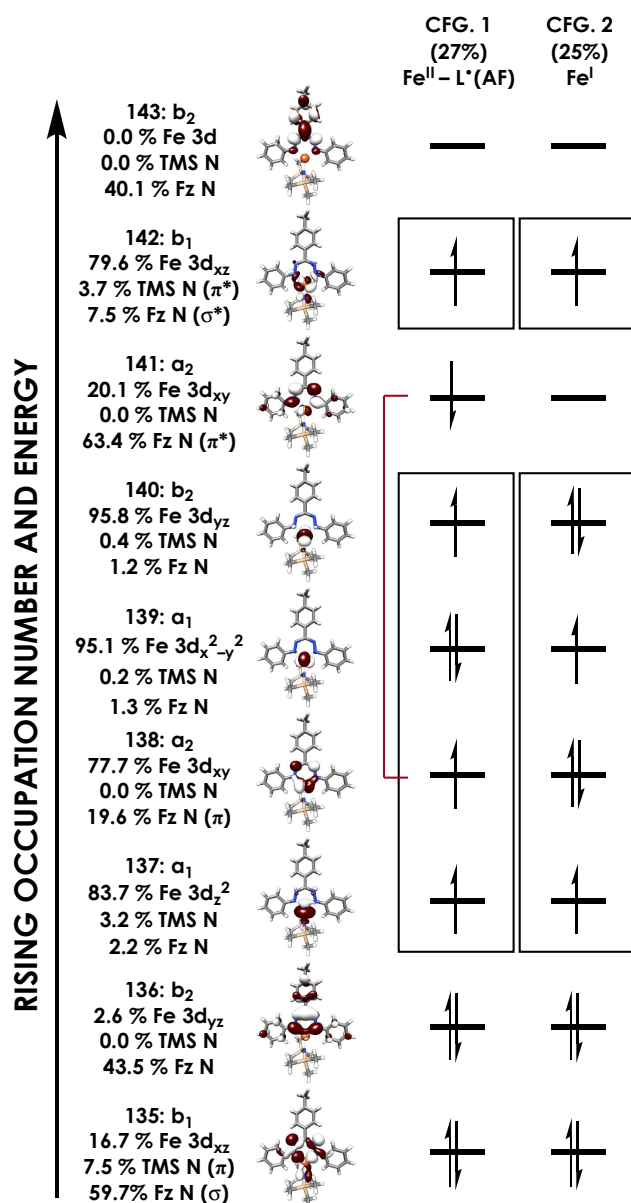 CFG. 1
(27%)
Feᴵᴵ – L•(AF)
CFG. 2
(25%)
Feᴵ
RISING OCCUPATION NUMBER AND ENERGY
143: b₂
0.0 % Fe 3d
0.0 % TMS N
40.1 % Fz N
142: b₁
79.6 % Fe 3dxz
3.7 % TMS N (π*)
7.5 % Fz N (σ*)
141: a₂
20.1 % Fe 3dxy
0.0 % TMS N
63.4 % Fz N (π*)
140: b₂
95.8 % Fe 3dyz
0.4 % TMS N
1.2 % Fz N
139: a₁
95.1 % Fe 3dx²–y²
0.2 % TMS N
1.3 % Fz N
138: a₂
77.7 % Fe 3dxy
0.0 % TMS N
19.6 % Fz N (π)
137: a₁
83.7 % Fe 3dz²
3.2 % TMS N
2.2 % Fz N
136: b₂
2.6 % Fe 3dyz
0.0 % TMS N
43.5 % Fz N
135: b₁
16.7 % Fe 3dxz
7.5 % TMS N (π)
59.7% Fz N (σ)